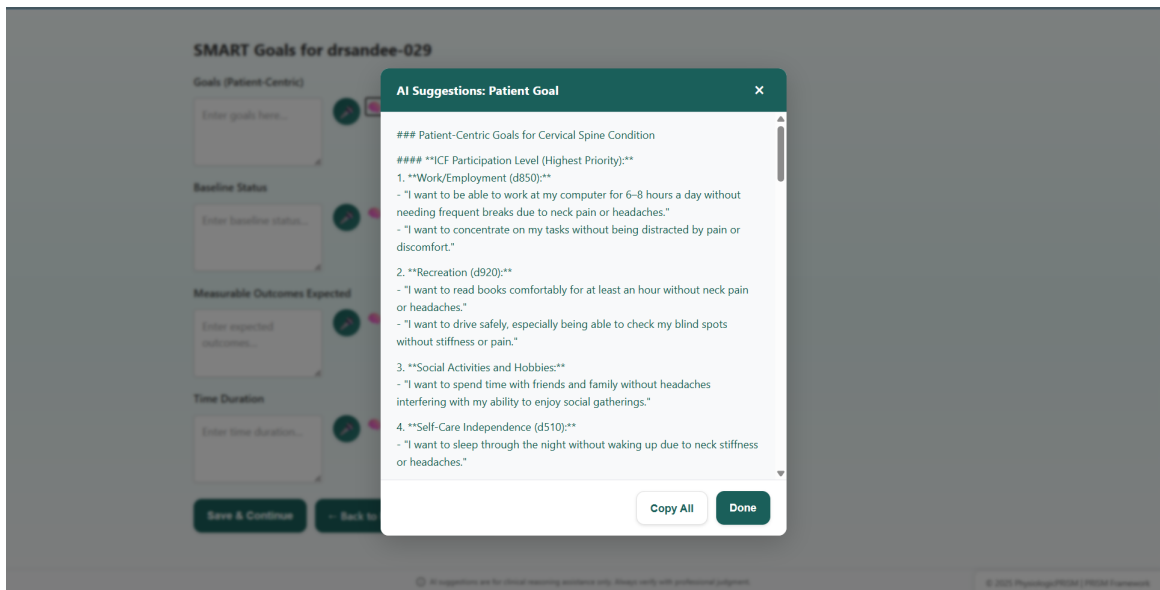 SMART Goals for drsandee-029
Goals (Patient-Centric)
Enter goals here...
Baseline Status
Enter baseline status...
Measurable Outcomes Expected
Enter expected
outcomes...
Time Duration
Enter time duration...
Save & Continue
← Back to
AI Suggestions: Patient Goal
×
### Patient-Centric Goals for Cervical Spine Condition
#### **ICF Participation Level (Highest Priority):**
1. **Work/Employment (d850):**
- "I want to be able to work at my computer for 6–8 hours a day without
needing frequent breaks due to neck pain or headaches."
- "I want to concentrate on my tasks without being distracted by pain or
discomfort."
2. **Recreation (d920):**
- "I want to read books comfortably for at least an hour without neck pain
or headaches."
- "I want to drive safely, especially being able to check my blind spots
without stiffness or pain."
3. **Social Activities and Hobbies:**
- "I want to spend time with friends and family without headaches
interfering with my ability to enjoy social gatherings."
4. **Self-Care Independence (d510):**
- "I want to sleep through the night without waking up due to neck stiffness
or headaches."
Copy All
Done
AI suggestions are for clinical reasoning assistance only. Always verify with professional judgment.
© 2025 PhysiologicPRISM | PRISM Framework